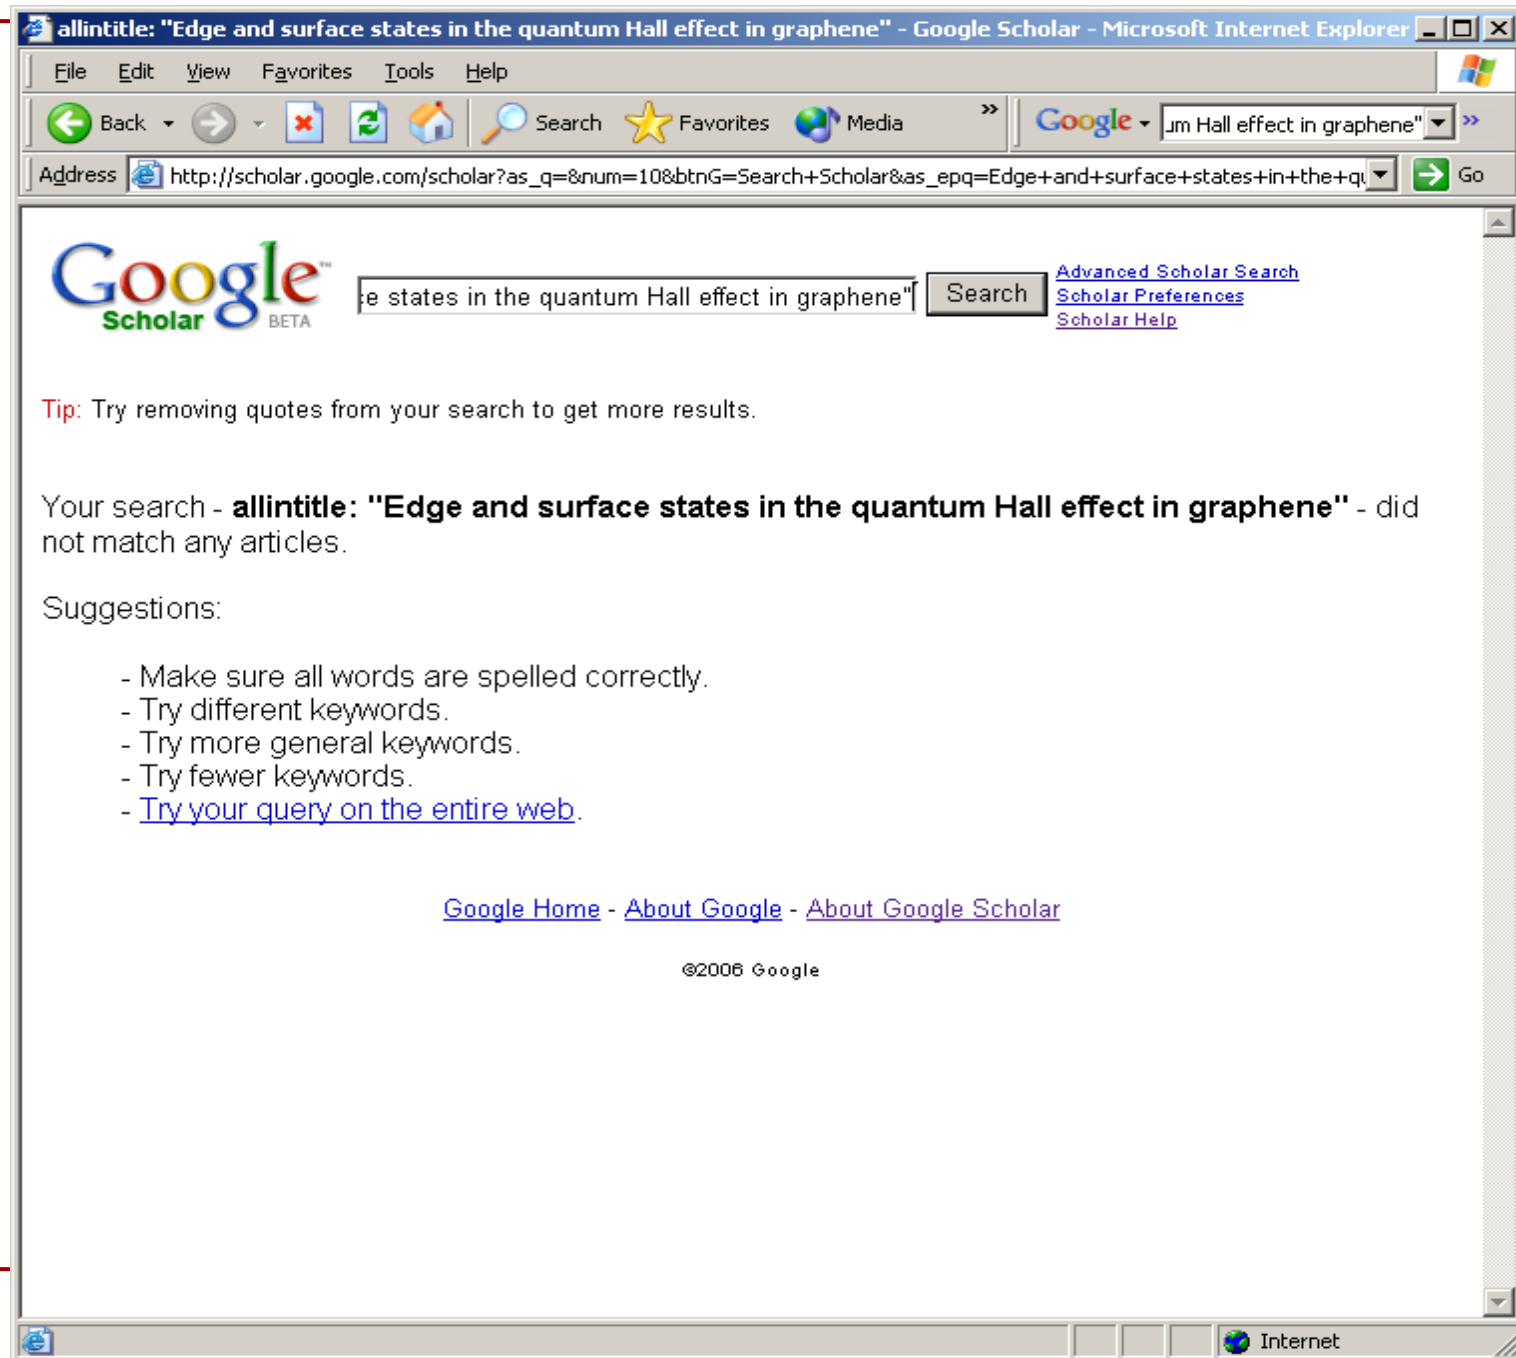 allintitle: "Edge and surface states in the quantum Hall effect in graphene" - Google Scholar - Microsoft Internet Explorer
File Edit View Favorites Tools Help
Back Search Favorites Media » Google - um Hall effect in graphene" »
Address http://scholar.google.com/scholar?as_q=&num=10&btnG=Search+Scholar&as_epq=Edge+and+surface+states+in+the+qu Go
Google™ Scholar BETA
:e states in the quantum Hall effect in graphene" Search
Advanced Scholar Search
Scholar Preferences
Scholar Help
Tip: Try removing quotes from your search to get more results.
Your search - allintitle: "Edge and surface states in the quantum Hall effect in graphene" - did
not match any articles.
Suggestions:
- Make sure all words are spelled correctly.
- Try different keywords.
- Try more general keywords.
- Try fewer keywords.
- Try your query on the entire web.
Google Home - About Google - About Google Scholar
©2006 Google
Internet